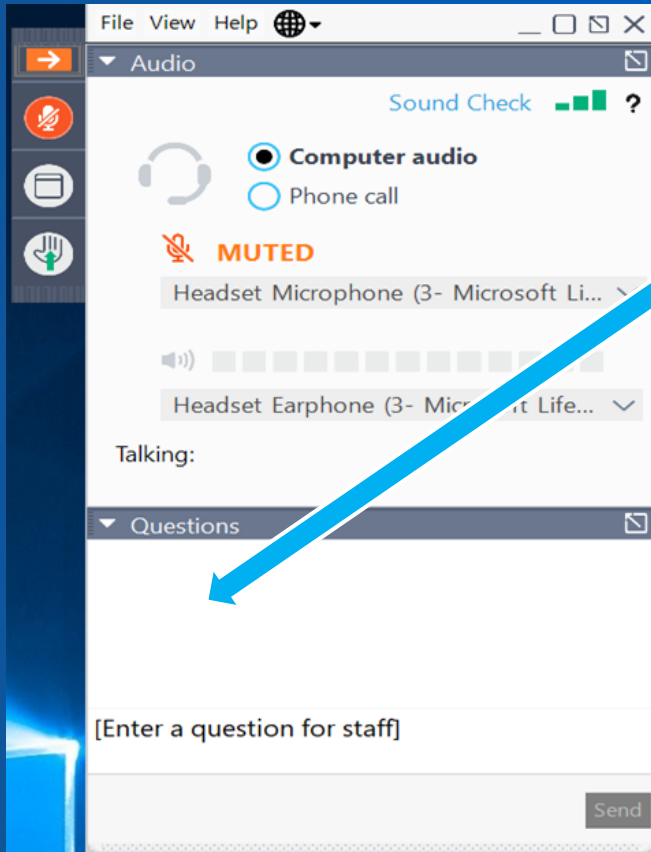 File View Help
Audio
Sound Check ?
Computer audio
Phone call
MUTED
Headset Microphone (3- Microsoft Li...
Headset Earphone (3- Life...
Talking:
Questions
[Enter a question for staff]
Send